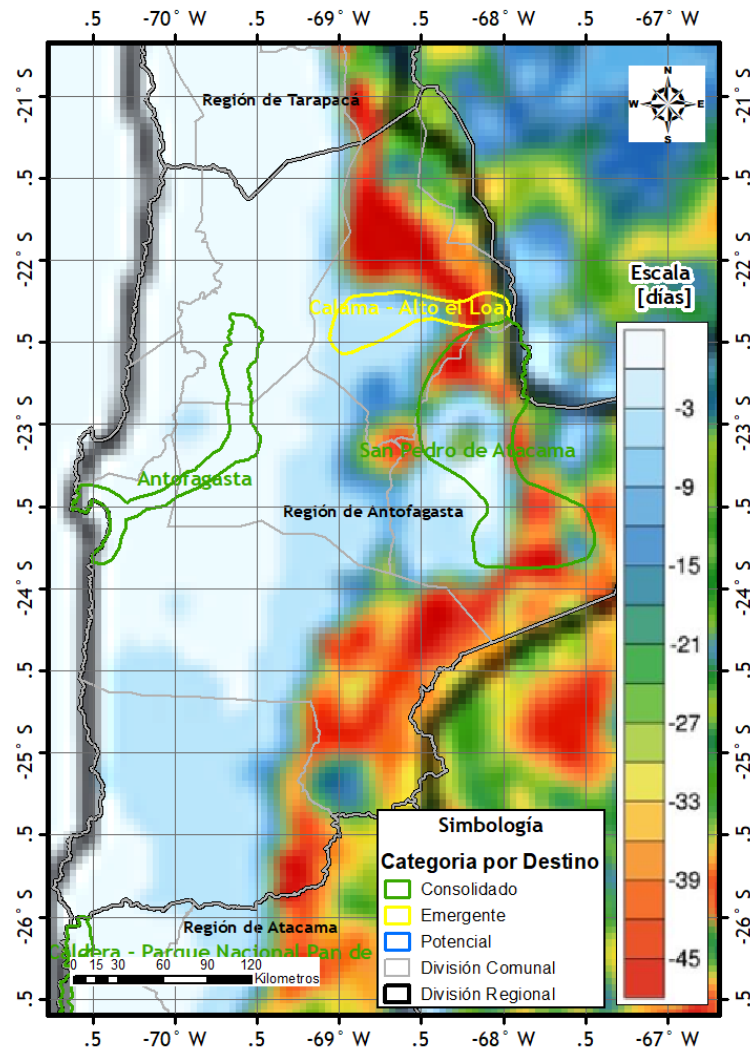 .5 -70° W .5 -69° W .5 -68° W .5 -67° W
-21° S
.5
-22° S
.5
-23° S
.5
-24° S
.5
-25° S
.5
-26° S
.5
N
W E
S
Región de Tarapaca
Calama - Alto el Loa
San Pedro de Atacama
Antofagasta
Región de Antofagasta
Región de Atacama
Caldera - Parque Nacional Pan de
0 15 30 60 90 120
Kilometros
Escala
[días]
-3
-9
-15
-21
-27
-33
-39
-45
Simbología
Categoria por Destino
Consolidado
Emergente
Potencial
División Comunal
División Regional
-21° S
.5
-22° S
.5
-23° S
.5
-24° S
.5
-25° S
.5
-26° S
.5
.5 -70° W .5 -69° W .5 -68° W .5 -67° W